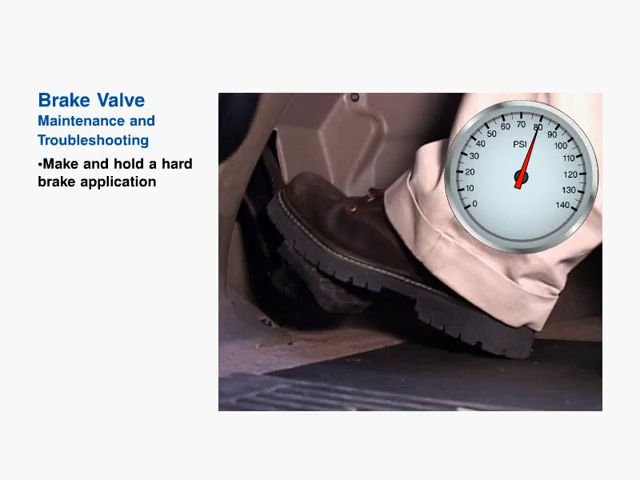 Brake Valve
Maintenance and
Troubleshooting
•Make and hold a hard
brake application
PSI
0
10
20
30
40
50
60
70
80
90
100
110
120
130
140